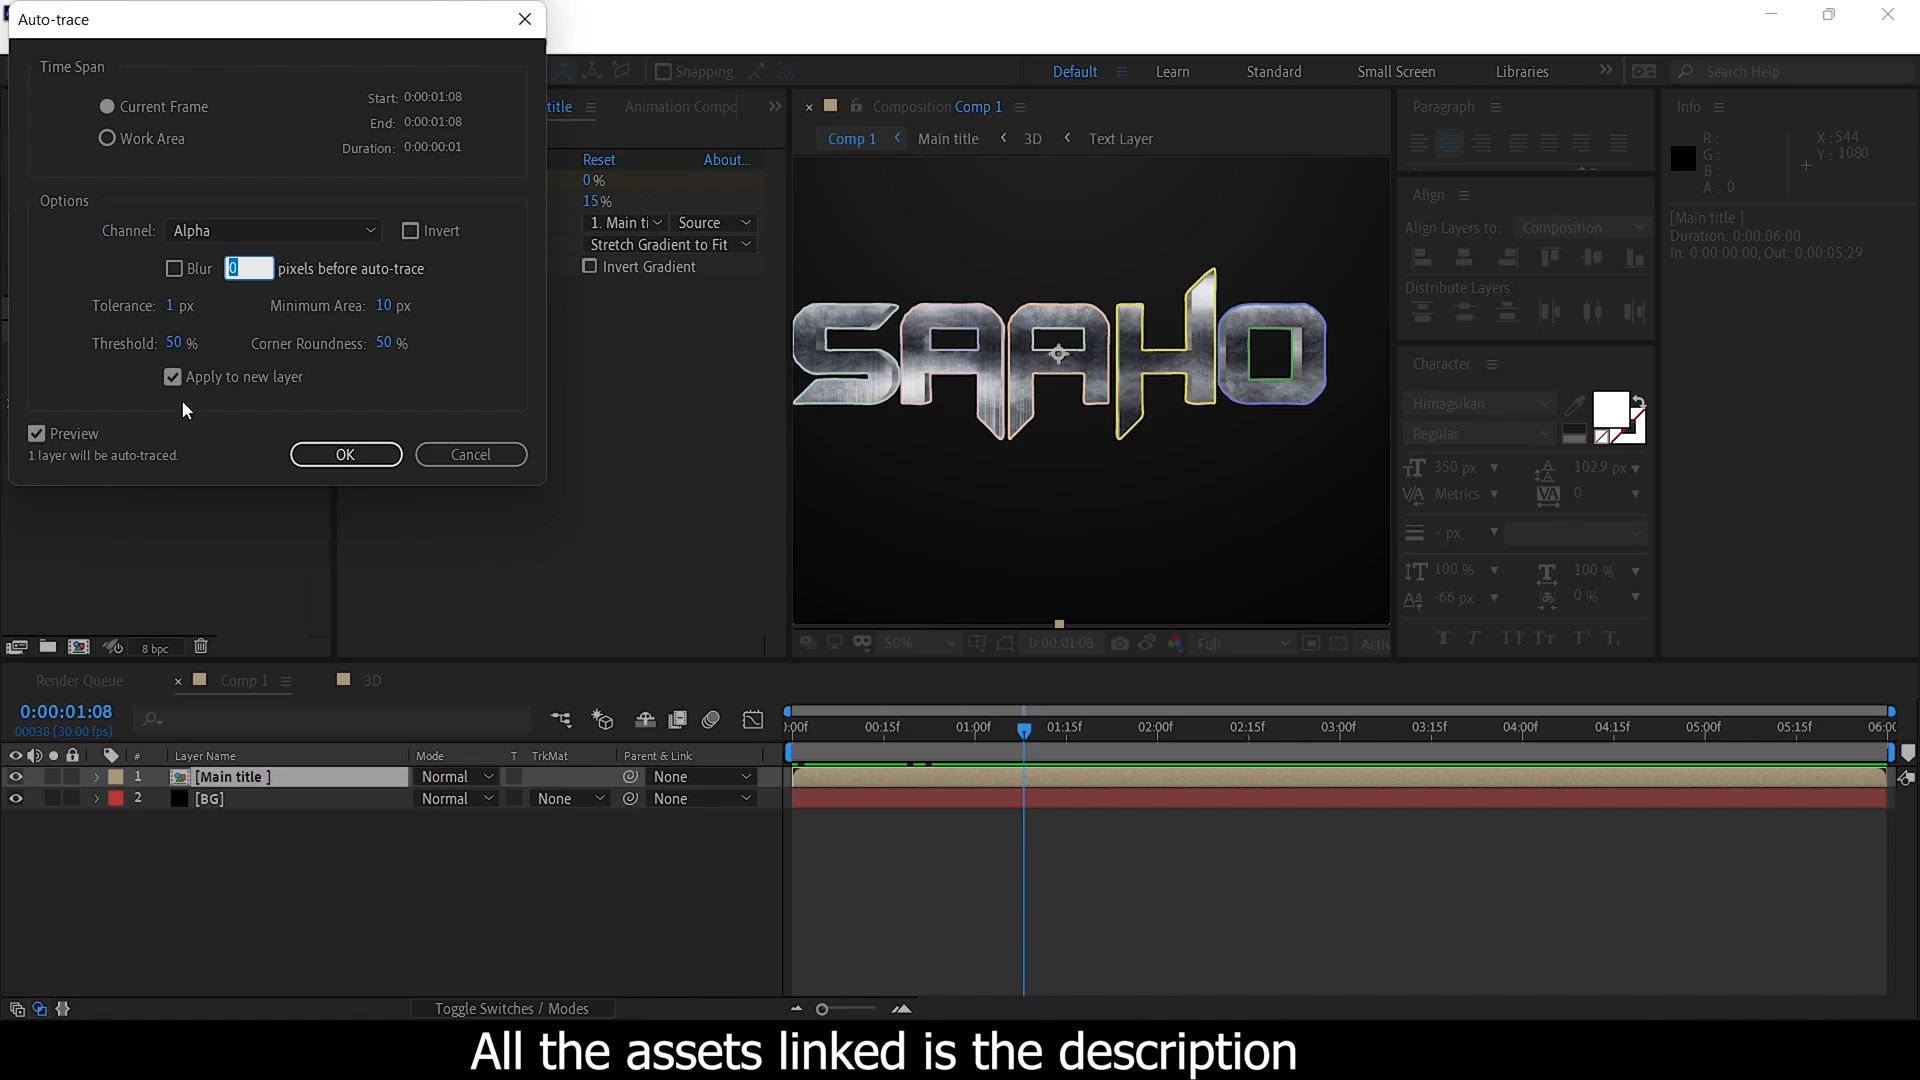 Auto-trace
Time Span
Current Frame
Work Area
Start: 0:00:01:08
End: 0:00:01:08
Duration: 0:00:00:01
Options
Channel: Alpha
Invert
Blur 0 pixels before auto-trace
Tolerance: 1 px
Minimum Area: 10 px
Threshold: 50 %
Corner Roundness: 50 %
Apply to new layer
Preview
1 layer will be auto-traced.
OK
Cancel
Snapping
Default
Learn
Standard
Small Screen
Libraries
Search Help
title
Animation Compo
Reset
About...
0%
15%
1. Main ti
Source
Stretch Gradient to Fit
Invert Gradient
Composition Comp 1
Comp 1
Main title
3D
Text Layer
SAAHO
50%
0:00:01:08
Full
Activ
Paragraph
Align
Align Layers to: Composition
Distribute Layers:
Character
Himagsikan
Regular
350 px
102.9 px
Metrics
0
- px
100 %
100 %
-66 px
0 %
Info
R:
G:
B:
A: 0
X: 544
Y: 1080
[Main title ]
Duration: 0:00:06:00
In: 0:00:00:00, Out: 0:00:05:29
8 bpc
Render Queue
Comp 1
3D
0:00:01:08
00038 (30.00 fps)
# Layer Name
Mode
T TrkMat
Parent & Link
1 [Main title ] Normal None
2 [BG] Normal None None
:00f 00:15f 01:00f 01:15f 02:00f 02:15f 03:00f 03:15f 04:00f 04:15f 05:00f 05:15f 06:00
Toggle Switches / Modes
All the assets linked is the description